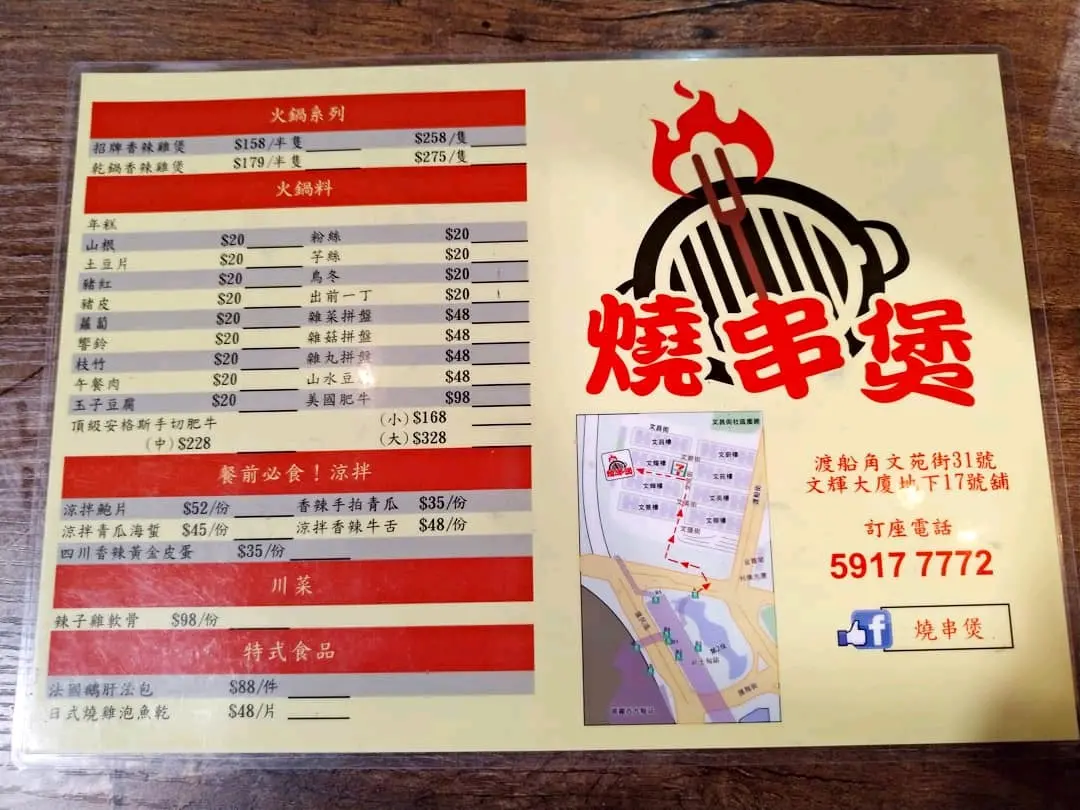 火鍋系列
招牌香辣雞煲 $158/半隻 $258/隻
乾鍋香辣雞煲 $179/半隻 $275/隻
火鍋料
年糕
山根 $20 粉絲 $20
土豆片 $20 芋絲 $20
豬紅 $20 烏冬 $20
豬皮 $20 出前一丁 $20
蘿蔔 $20 雜菜拼盤 $48
響鈴 $20 雜菇拼盤 $48
枝竹 $20 雜丸拼盤 $48
午餐肉 $20 山水豆 $48
玉子豆腐 $20 美國肥牛 $98
頂級安格斯手切肥牛 (小)$168
(中)$228 (大)$328
餐前必食！涼拌
涼拌鮑片 $52/份 香辣手拍青瓜 $35/份
涼拌青瓜海蜇 $45/份 涼拌香辣牛舌 $48/份
四川香辣黃金皮蛋 $35/份
川菜
辣子雞軟骨 $98/份
特式食品
法國鵝肝法包 $88/件
日式燒雞泡魚乾 $48/片
燒串煲
文昌街
渡船角文苑街31號
文輝大廈地下17號舖
訂座電話
5917 7772
f 燒串煲